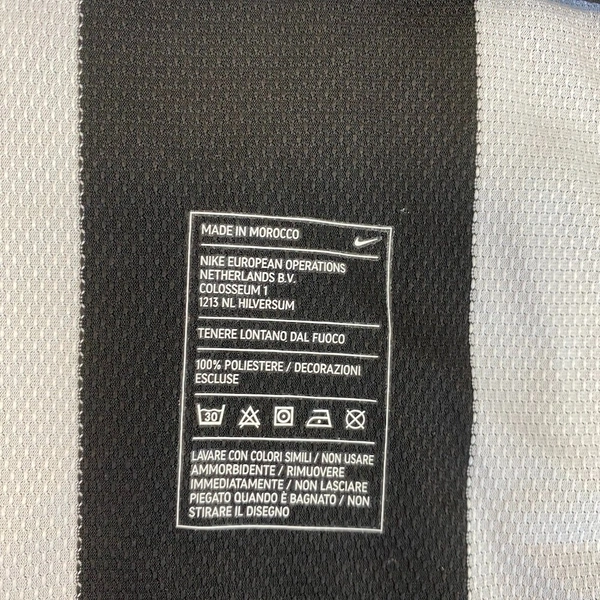 MADE IN MOROCCO
NIKE EUROPEAN OPERATIONS
NETHERLANDS B.V.
COLOSSEUM 1
1213 NL HILVERSUM
TENERE LONTANO DAL FUOCO
100% POLIESTERE / DECORAZIONI
ESCLUSE
30
LAVARE CON COLORI SIMILI / NON USARE
AMMORBIDENTE / RIMUOVERE
IMMEDIATAMENTE / NON LASCIARE
PIEGATO QUANDO È BAGNATO / NON
STIRARE IL DISEGNO